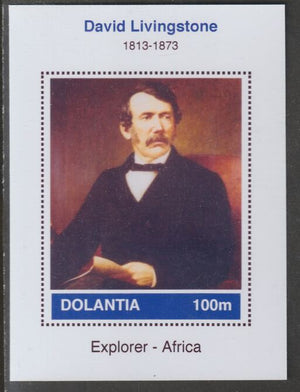 David Livingstone
1813-1873
DOLANTIA 100m
Explorer - Africa